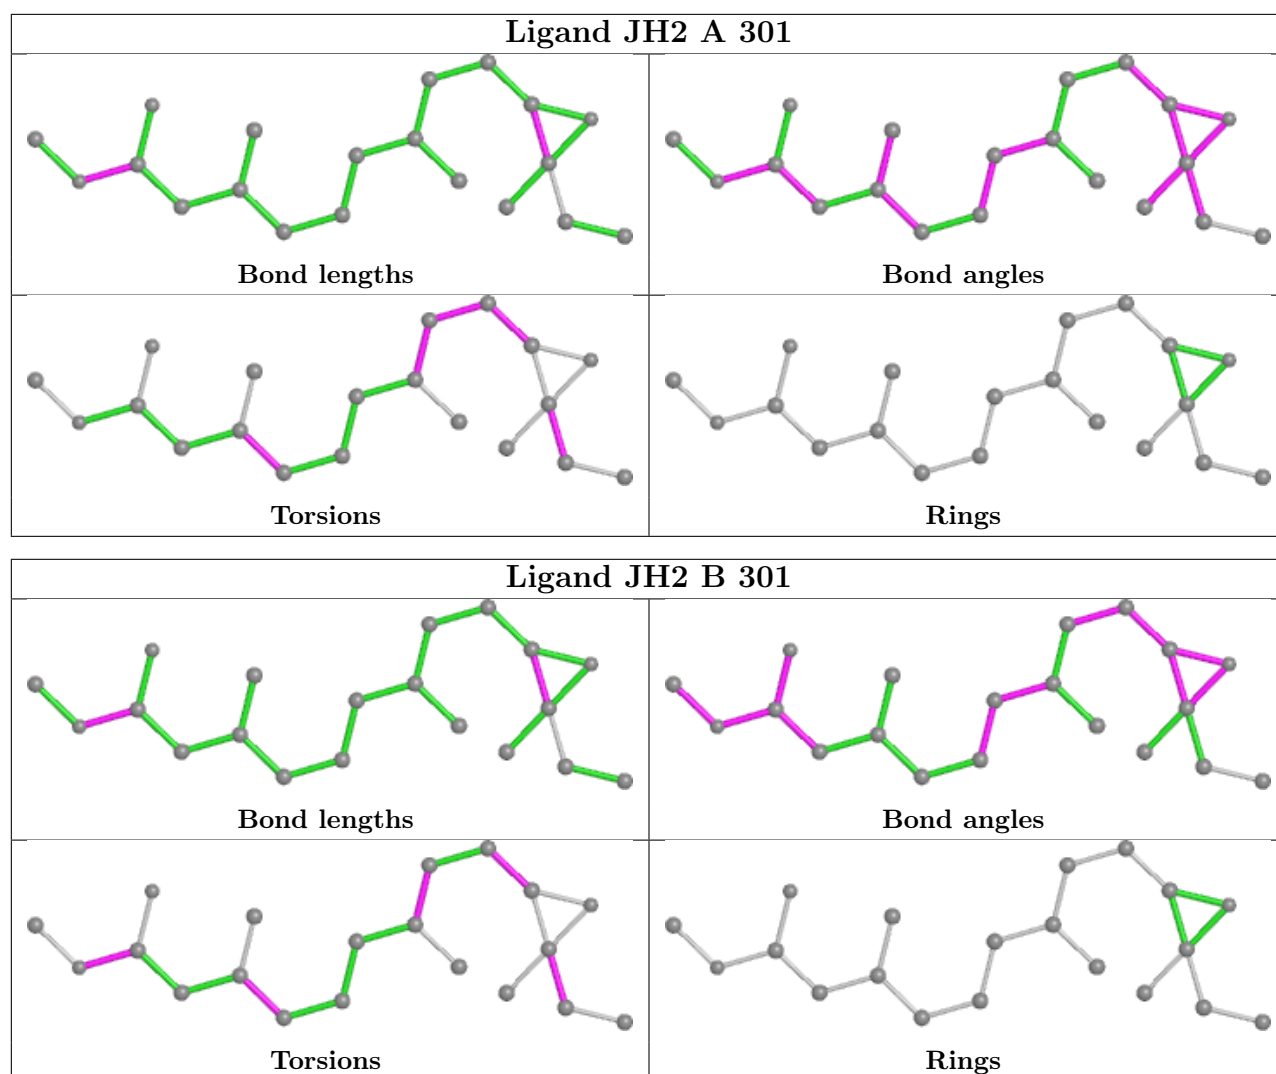 Ligand JH2 A 301
Bond lengths
Bond angles
Torsions
Rings
Ligand JH2 B 301
Bond lengths
Bond angles
Torsions
Rings